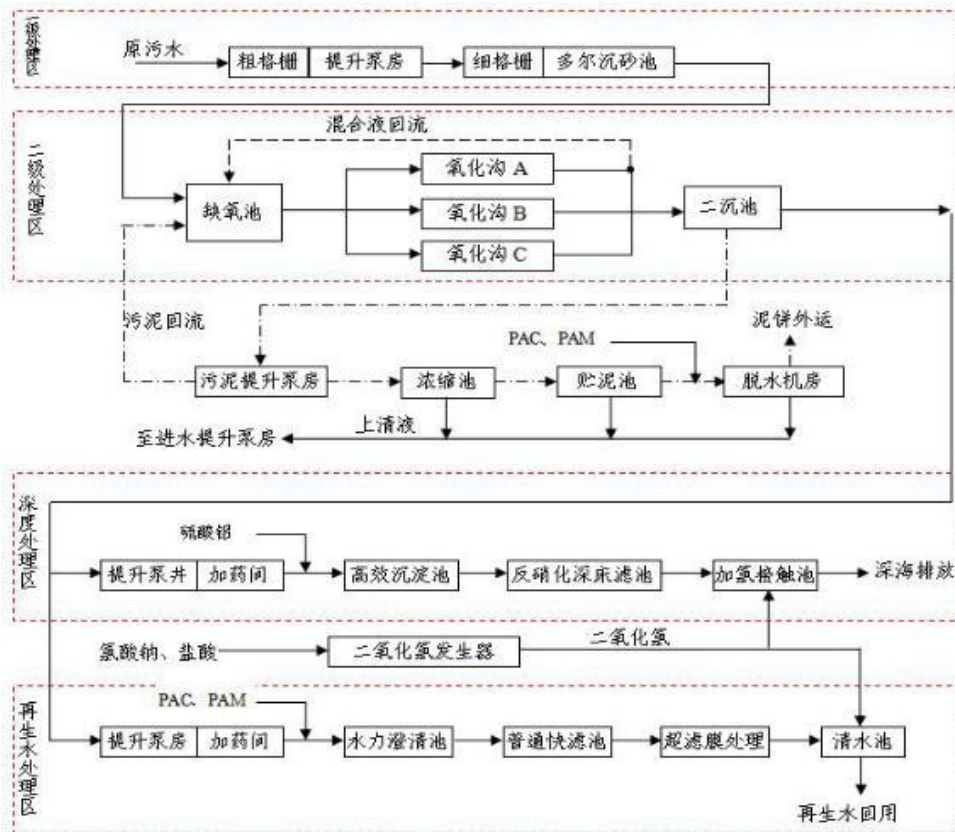 一级处理区
原污水
粗格栅
提升泵房
细格栅
多尔沉砂池
二级处理区
混合液回流
缺氧池
氧化沟 A
氧化沟 B
氧化沟 C
二沉池
污泥回流
PAC、PAM
泥饼外运
污泥提升泵房
浓缩池
贮泥池
脱水机房
上清液
至进水提升泵房
深度处理区
硫酸铝
提升泵井
加药间
高效沉淀池
反硝化深床滤池
加氯接触池
深海排放
氯酸钠、盐酸
二氧化氯发生器
二氧化氯
再生水处理区
PAC、PAM
提升泵房
加药间
水力澄清池
普通快滤池
超滤膜处理
清水池
再生水回用